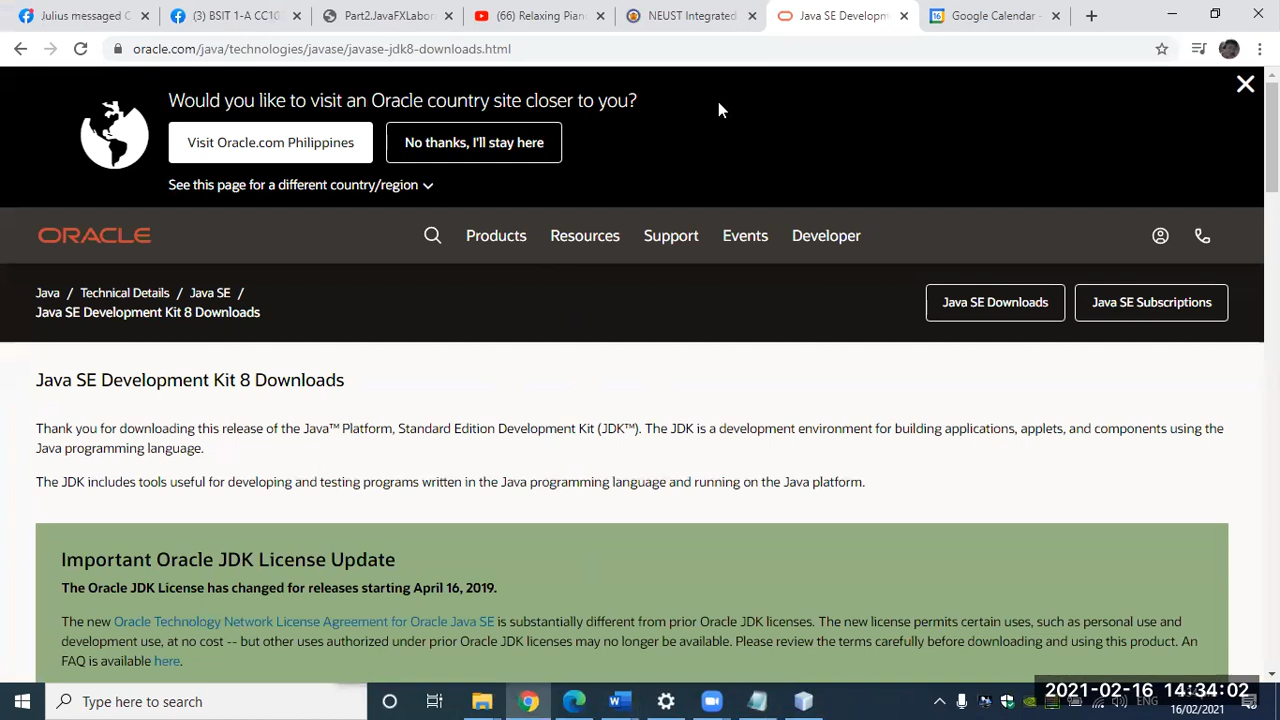 Julius messaged
(3) BSIT 1-A CC10
Part2.JavaFXLabor
(66) Relaxing Pian
NEUST Integrate
Java SE Developm
Google Calendar -
oracle.com/java/technologies/javase/javase-jdk8-downloads.html
Would you like to visit an Oracle country site closer to you?
Visit Oracle.com Philippines
No thanks, I'll stay here
See this page for a different country/region
ORACLE
Products
Resources
Support
Events
Developer
Java / Technical Details / Java SE /
Java SE Development Kit 8 Downloads
Java SE Downloads
Java SE Subscriptions
Java SE Development Kit 8 Downloads
Thank you for downloading this release of the Java™ Platform, Standard Edition Development Kit (JDK™). The JDK is a development environment for building applications, applets, and components using the
Java programming language.
The JDK includes tools useful for developing and testing programs written in the Java programming language and running on the Java platform.
Important Oracle JDK License Update
The Oracle JDK License has changed for releases starting April 16, 2019.
The new Oracle Technology Network License Agreement for Oracle Java SE is substantially different from prior Oracle JDK licenses. The new license permits certain uses, such as personal use and
development use, at no cost -- but other uses authorized under prior Oracle JDK licenses may no longer be available. Please review the terms carefully before downloading and using this product. An
FAQ is available here.
Type here to search
2021-02-16 14:34:02
ENG
16/02/2021